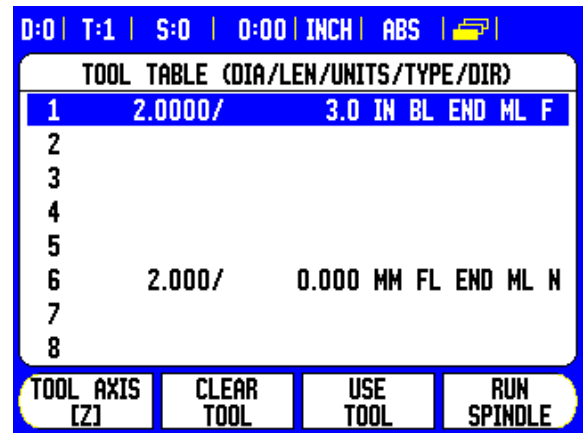 D:0 | T:1 | S:0 | 0:00 | INCH | ABS |
TOOL TABLE (DIA/LEN/UNITS/TYPE/DIR)
1 2.0000/ 3.0 IN BL END ML F
2
3
4
5
6 2.000/ 0.000 MM FL END ML N
7
8
TOOL AXIS [Z] CLEAR TOOL USE TOOL RUN SPINDLE